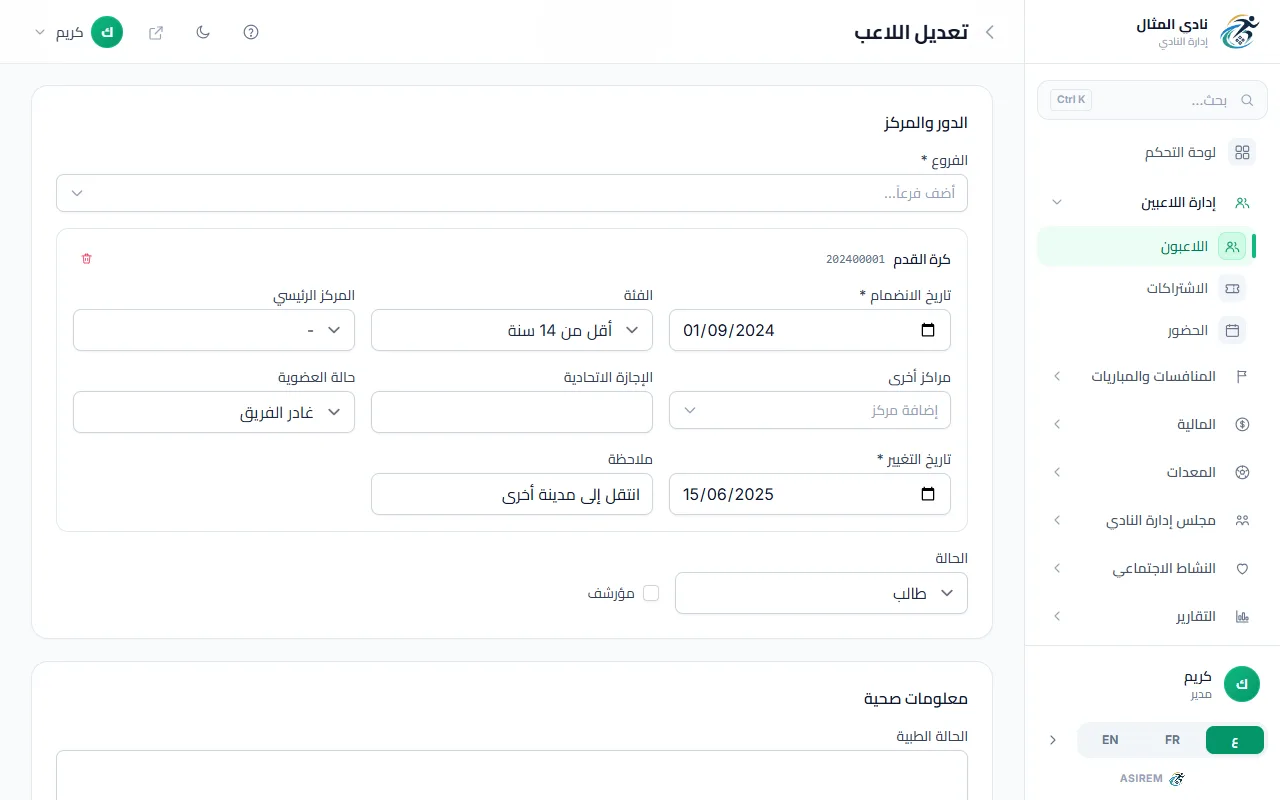 نادي المثال
إدارة النادي
بحث...
Ctrl K
لوحة التحكم
إدارة اللاعبين
اللاعبون
الاشتراكات
الحضور
المنافسات والمباريات
المالية
المعدات
مجلس إدارة النادي
النشاط الاجتماعي
التقارير
ك
كريم
مدير
ع
FR
EN
ASIREM
تعديل اللاعب
ك
كريم
الدور والمركز
الفروع *
أضف فرعاً...
كرة القدم 202400001
تاريخ الانضمام * الفئة المركز الرئيسي
01/09/2024 أقل من 14 سنة -
مراكز أخرى الإجازة الاتحادية حالة العضوية
إضافة مركز غادر الفريق
تاريخ التغيير * ملاحظة
15/06/2025 انتقل إلى مدينة أخرى
الحالة
طالب مؤرشف
معلومات صحية
الحالة الطبية